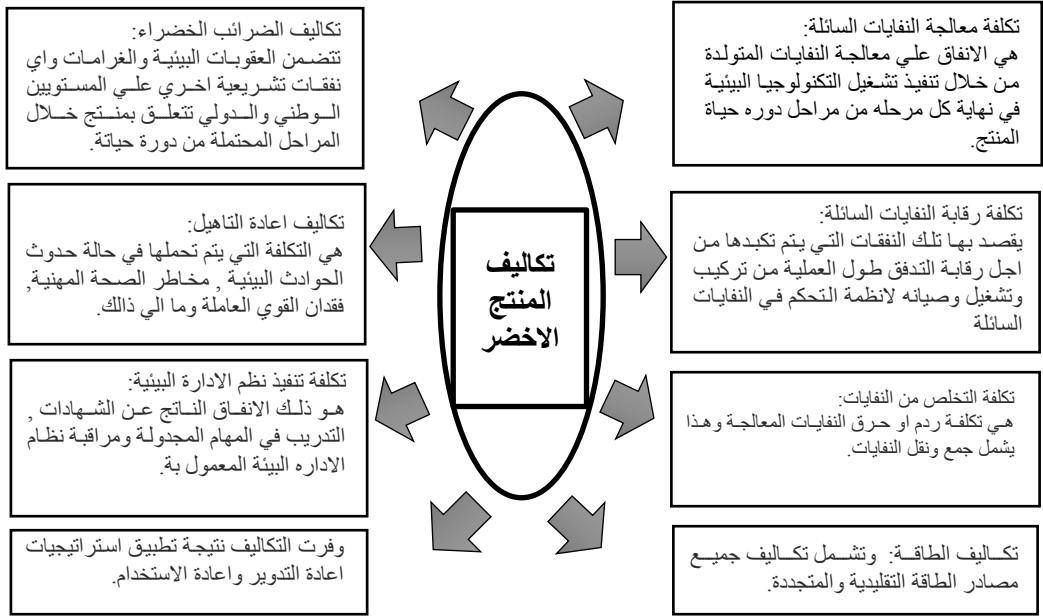 تكلفة معالجة النفايات السائلة:
هي الانفاق علي معالجة النفايات المتولدة
من خلال تنفيذ تشغيل التكنولوجيا البيئية
في نهاية كل مرحله من مراحل دوره حياة
المنتج.
تكاليف الضرائب الخضراء:
تتضمن العقوبات البيئية والغرامات واي
نفقات تشريعية اخري علي المستويين
الوطني والدولي تتعلق بمنتج خلال
المراحل المحتملة من دورة حياتة.
تكلفة رقابة النفايات السائلة:
يقصد بها تلك النفقات التي يتم تكبدها من
اجل رقابة التدفق طول العملية من تركيب
وتشغيل وصيانه لانظمة التحكم في النفايات
السائلة
تكاليف
المنتج
الاخضر
تكاليف اعادة التاهيل:
هي التكلفة التي يتم تحملها في حالة حدوث
الحوادث البيئية , مخاطر الصحة المهنية,
فقدان القوي العاملة وما الي ذالك.
تكلفة التخلص من النفايات:
هي تكلفة ردم او حرق النفايات المعالجة وهذا
يشمل جمع ونقل النفايات.
تكلفة تنفيذ نظم الادارة البيئية:
هو ذلك الانفاق الناتج عن الشهادات ,
التدريب في المهام المجدولة ومراقبة نظام
الاداره البيئة المعمول بة.
تكاليف الطاقة: وتشمل تكاليف جميع
مصادر الطاقة التقليدية والمتجددة.
وفرت التكاليف نتيجة تطبيق استراتيجيات
اعادة التدوير واعادة الاستخدام.